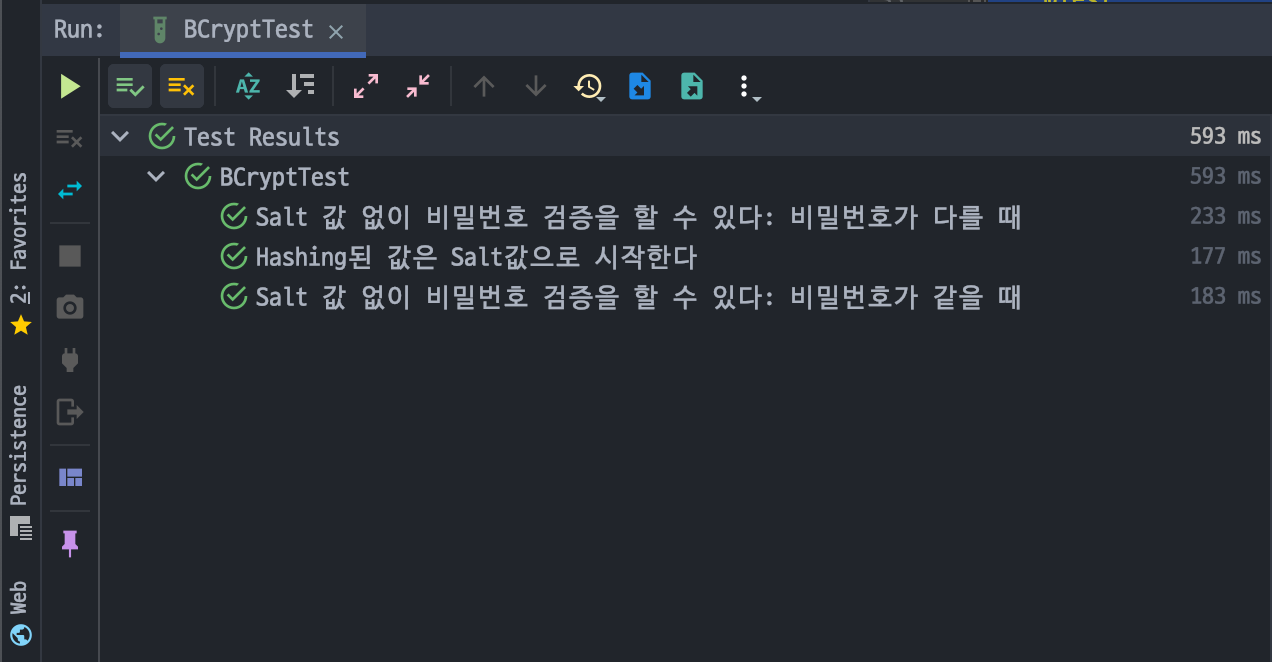 Run: BCryptTest
Test Results 593 ms
BCryptTest 593 ms
Salt 값 없이 비밀번호 검증을 할 수 있다: 비밀번호가 다를 때 233 ms
Hashing된 값은 Salt값으로 시작한다 177 ms
Salt 값 없이 비밀번호 검증을 할 수 있다: 비밀번호가 같을 때 183 ms
2: Favorites
Persistence
Web